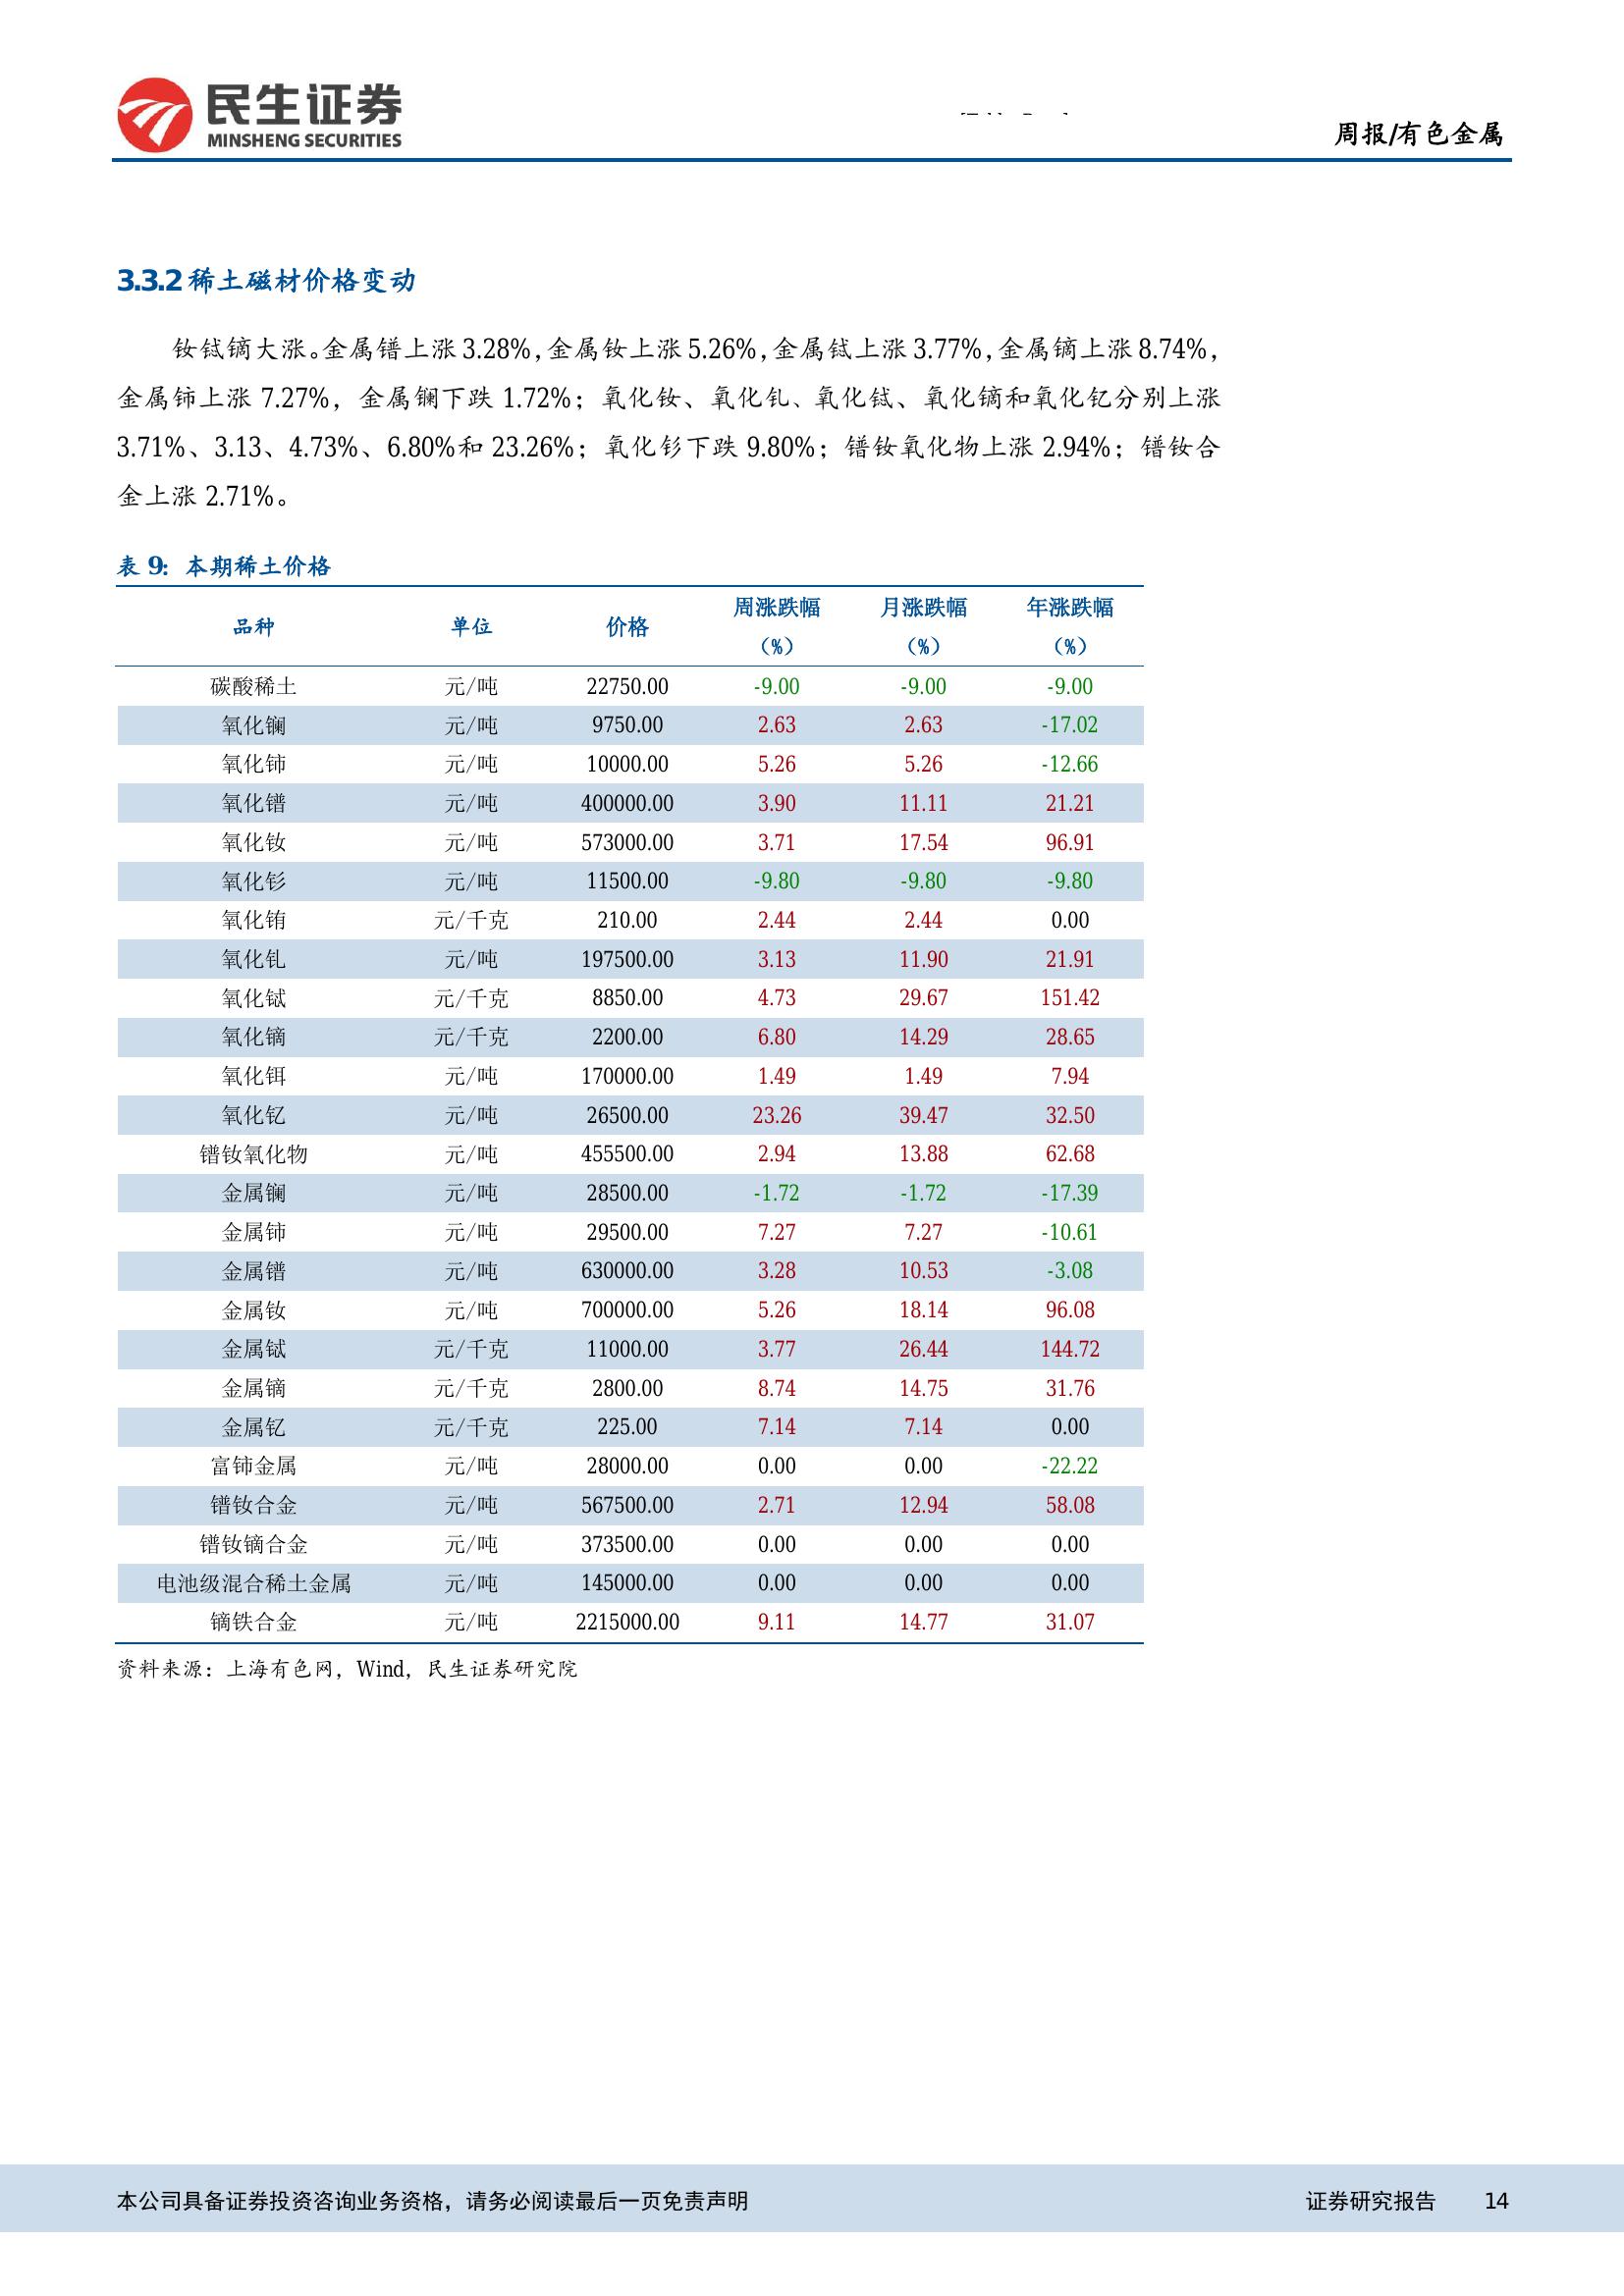 民生证券
MINSHENG SECURITIES
周报/有色金属
3.3.2 稀土磁材价格变动
钕铽镝大涨。金属镨上涨 3.28%，金属钕上涨 5.26%，金属铽上涨 3.77%，金属镝上涨 8.74%，
金属铈上涨 7.27%，金属镧下跌 1.72%；氧化钕、氧化钆、氧化铽、氧化镝和氧化钇分别上涨
3.71%、3.13、4.73%、6.80%和 23.26%；氧化钐下跌 9.80%；镨钕氧化物上涨 2.94%；镨钕合
金上涨 2.71%。
表 9：本期稀土价格
品种 单位 价格 周涨跌幅（%） 月涨跌幅（%） 年涨跌幅（%）
碳酸稀土 元/吨 22750.00 -9.00 -9.00 -9.00
氧化镧 元/吨 9750.00 2.63 2.63 -17.02
氧化铈 元/吨 10000.00 5.26 5.26 -12.66
氧化镨 元/吨 400000.00 3.90 11.11 21.21
氧化钕 元/吨 573000.00 3.71 17.54 96.91
氧化钐 元/吨 11500.00 -9.80 -9.80 -9.80
氧化铕 元/千克 210.00 2.44 2.44 0.00
氧化钆 元/吨 197500.00 3.13 11.90 21.91
氧化铽 元/千克 8850.00 4.73 29.67 151.42
氧化镝 元/千克 2200.00 6.80 14.29 28.65
氧化铒 元/吨 170000.00 1.49 1.49 7.94
氧化钇 元/吨 26500.00 23.26 39.47 32.50
镨钕氧化物 元/吨 455500.00 2.94 13.88 62.68
金属镧 元/吨 28500.00 -1.72 -1.72 -17.39
金属铈 元/吨 29500.00 7.27 7.27 -10.61
金属镨 元/吨 630000.00 3.28 10.53 -3.08
金属钕 元/吨 700000.00 5.26 18.14 96.08
金属铽 元/千克 11000.00 3.77 26.44 144.72
金属镝 元/千克 2800.00 8.74 14.75 31.76
金属钇 元/千克 225.00 7.14 7.14 0.00
富铈金属 元/吨 28000.00 0.00 0.00 -22.22
镨钕合金 元/吨 567500.00 2.71 12.94 58.08
镨钕镝合金 元/吨 373500.00 0.00 0.00 0.00
电池级混合稀土金属 元/吨 145000.00 0.00 0.00 0.00
镝铁合金 元/吨 2215000.00 9.11 14.77 31.07
资料来源：上海有色网，Wind，民生证券研究院
本公司具备证券投资咨询业务资格，请务必阅读最后一页免责声明 证券研究报告 14